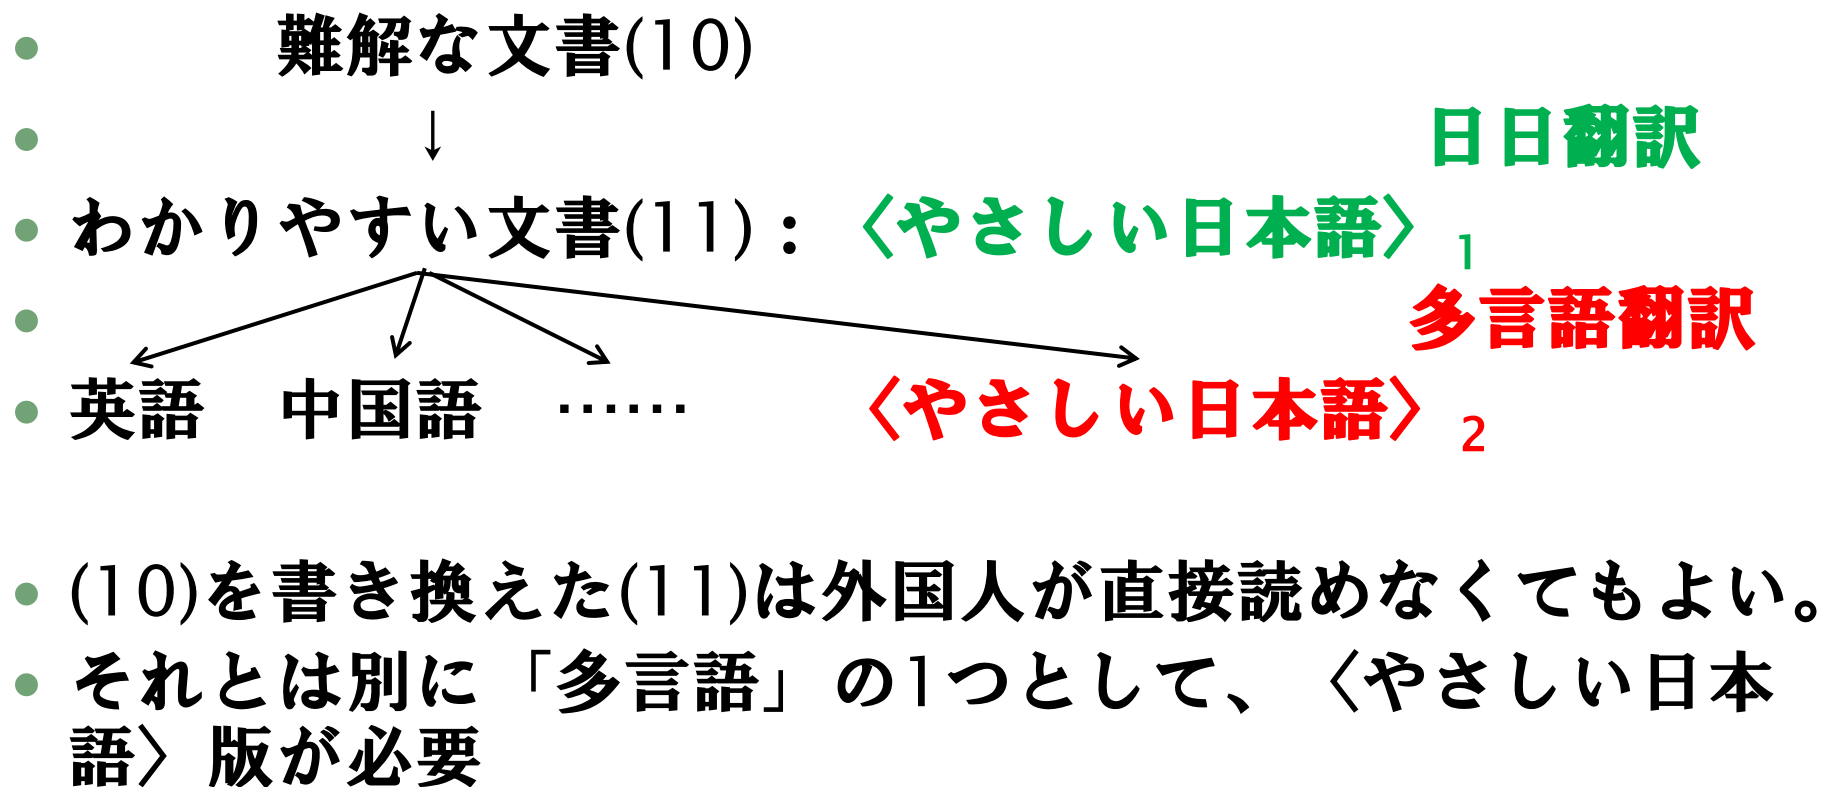 • 難解な文書(10)
• ↓ 日日翻訳
• わかりやすい文書(11)：〈やさしい日本語〉1
• 多言語翻訳
• 英語　中国語　……　〈やさしい日本語〉2
• (10)を書き換えた(11)は外国人が直接読めなくてもよい。
• それとは別に「多言語」の1つとして、〈やさしい日本
語〉版が必要